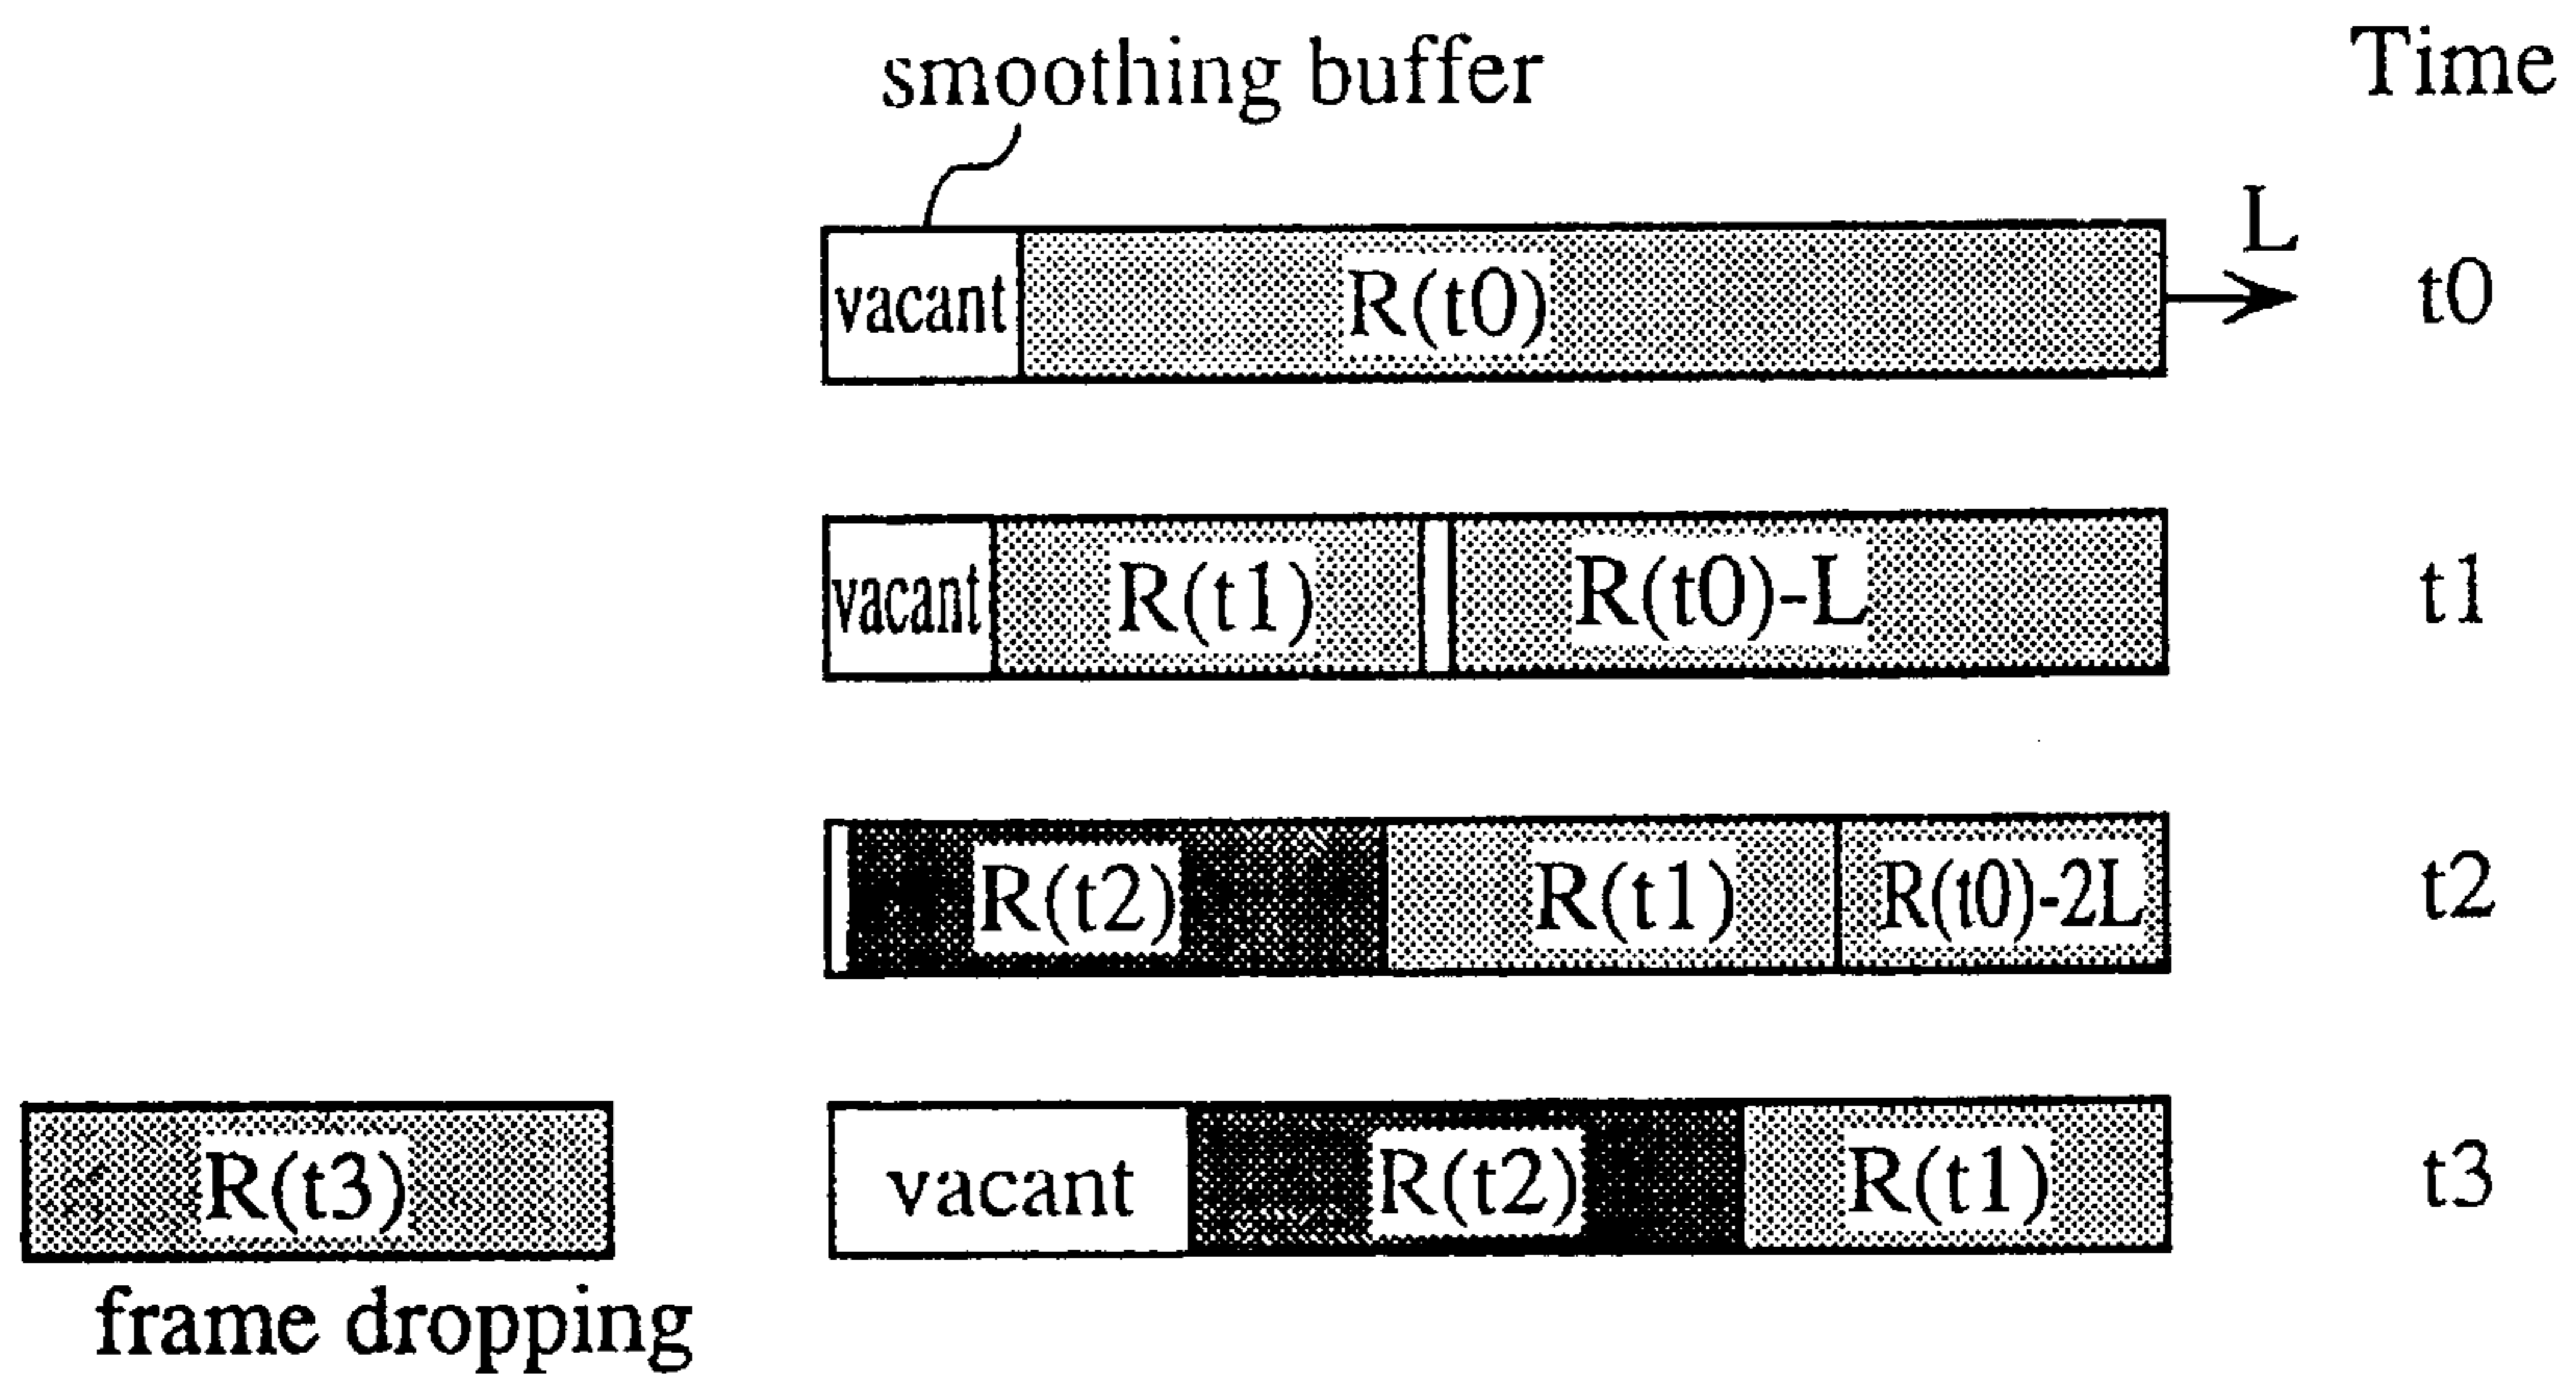 smoothing buffer
Time
vacant
R(t0)
L
t0
vacant
R(t1)
R(t0)-L
t1
R(t2)
R(t1)
R(t0)-2L
t2
R(t3)
vacant
R(t2)
R(t1)
t3
frame dropping